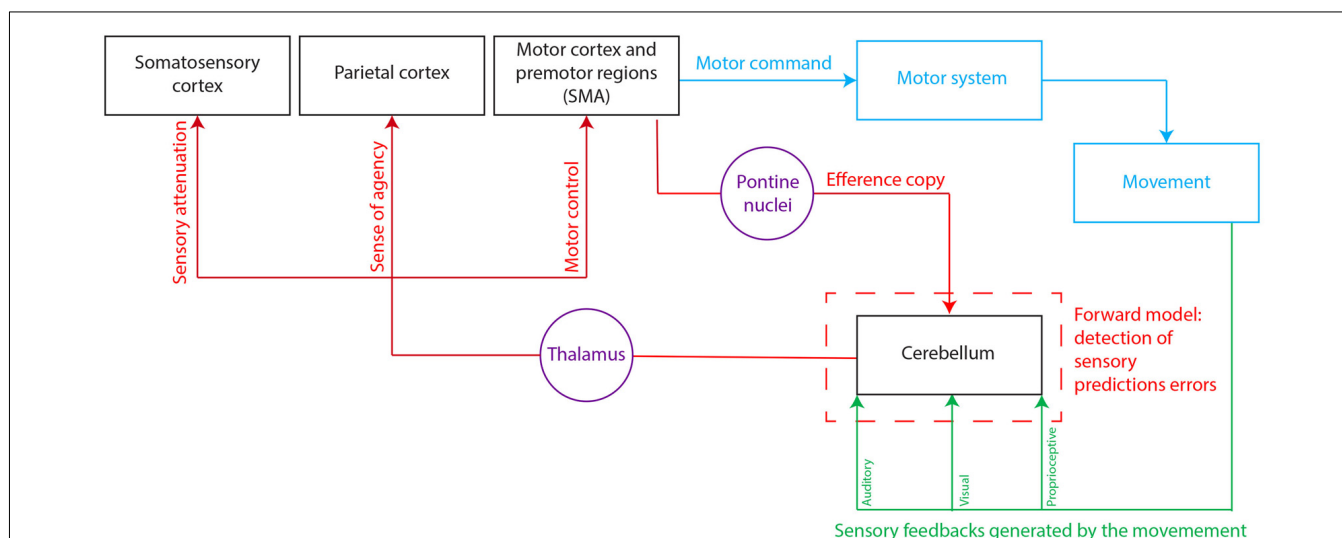 Somatosensory
cortex
Parietal cortex
Motor cortex and
premotor regions
(SMA)
Motor command
Motor system
Movement
Sensory attenuation
Sense of agency
Motor control
Pontine
nuclei
Efference copy
Thalamus
Cerebellum
Forward model:
detection of
sensory
predictions errors
Auditory
Visual
Proprioceptive
Sensory feedbacks generated by the movemement